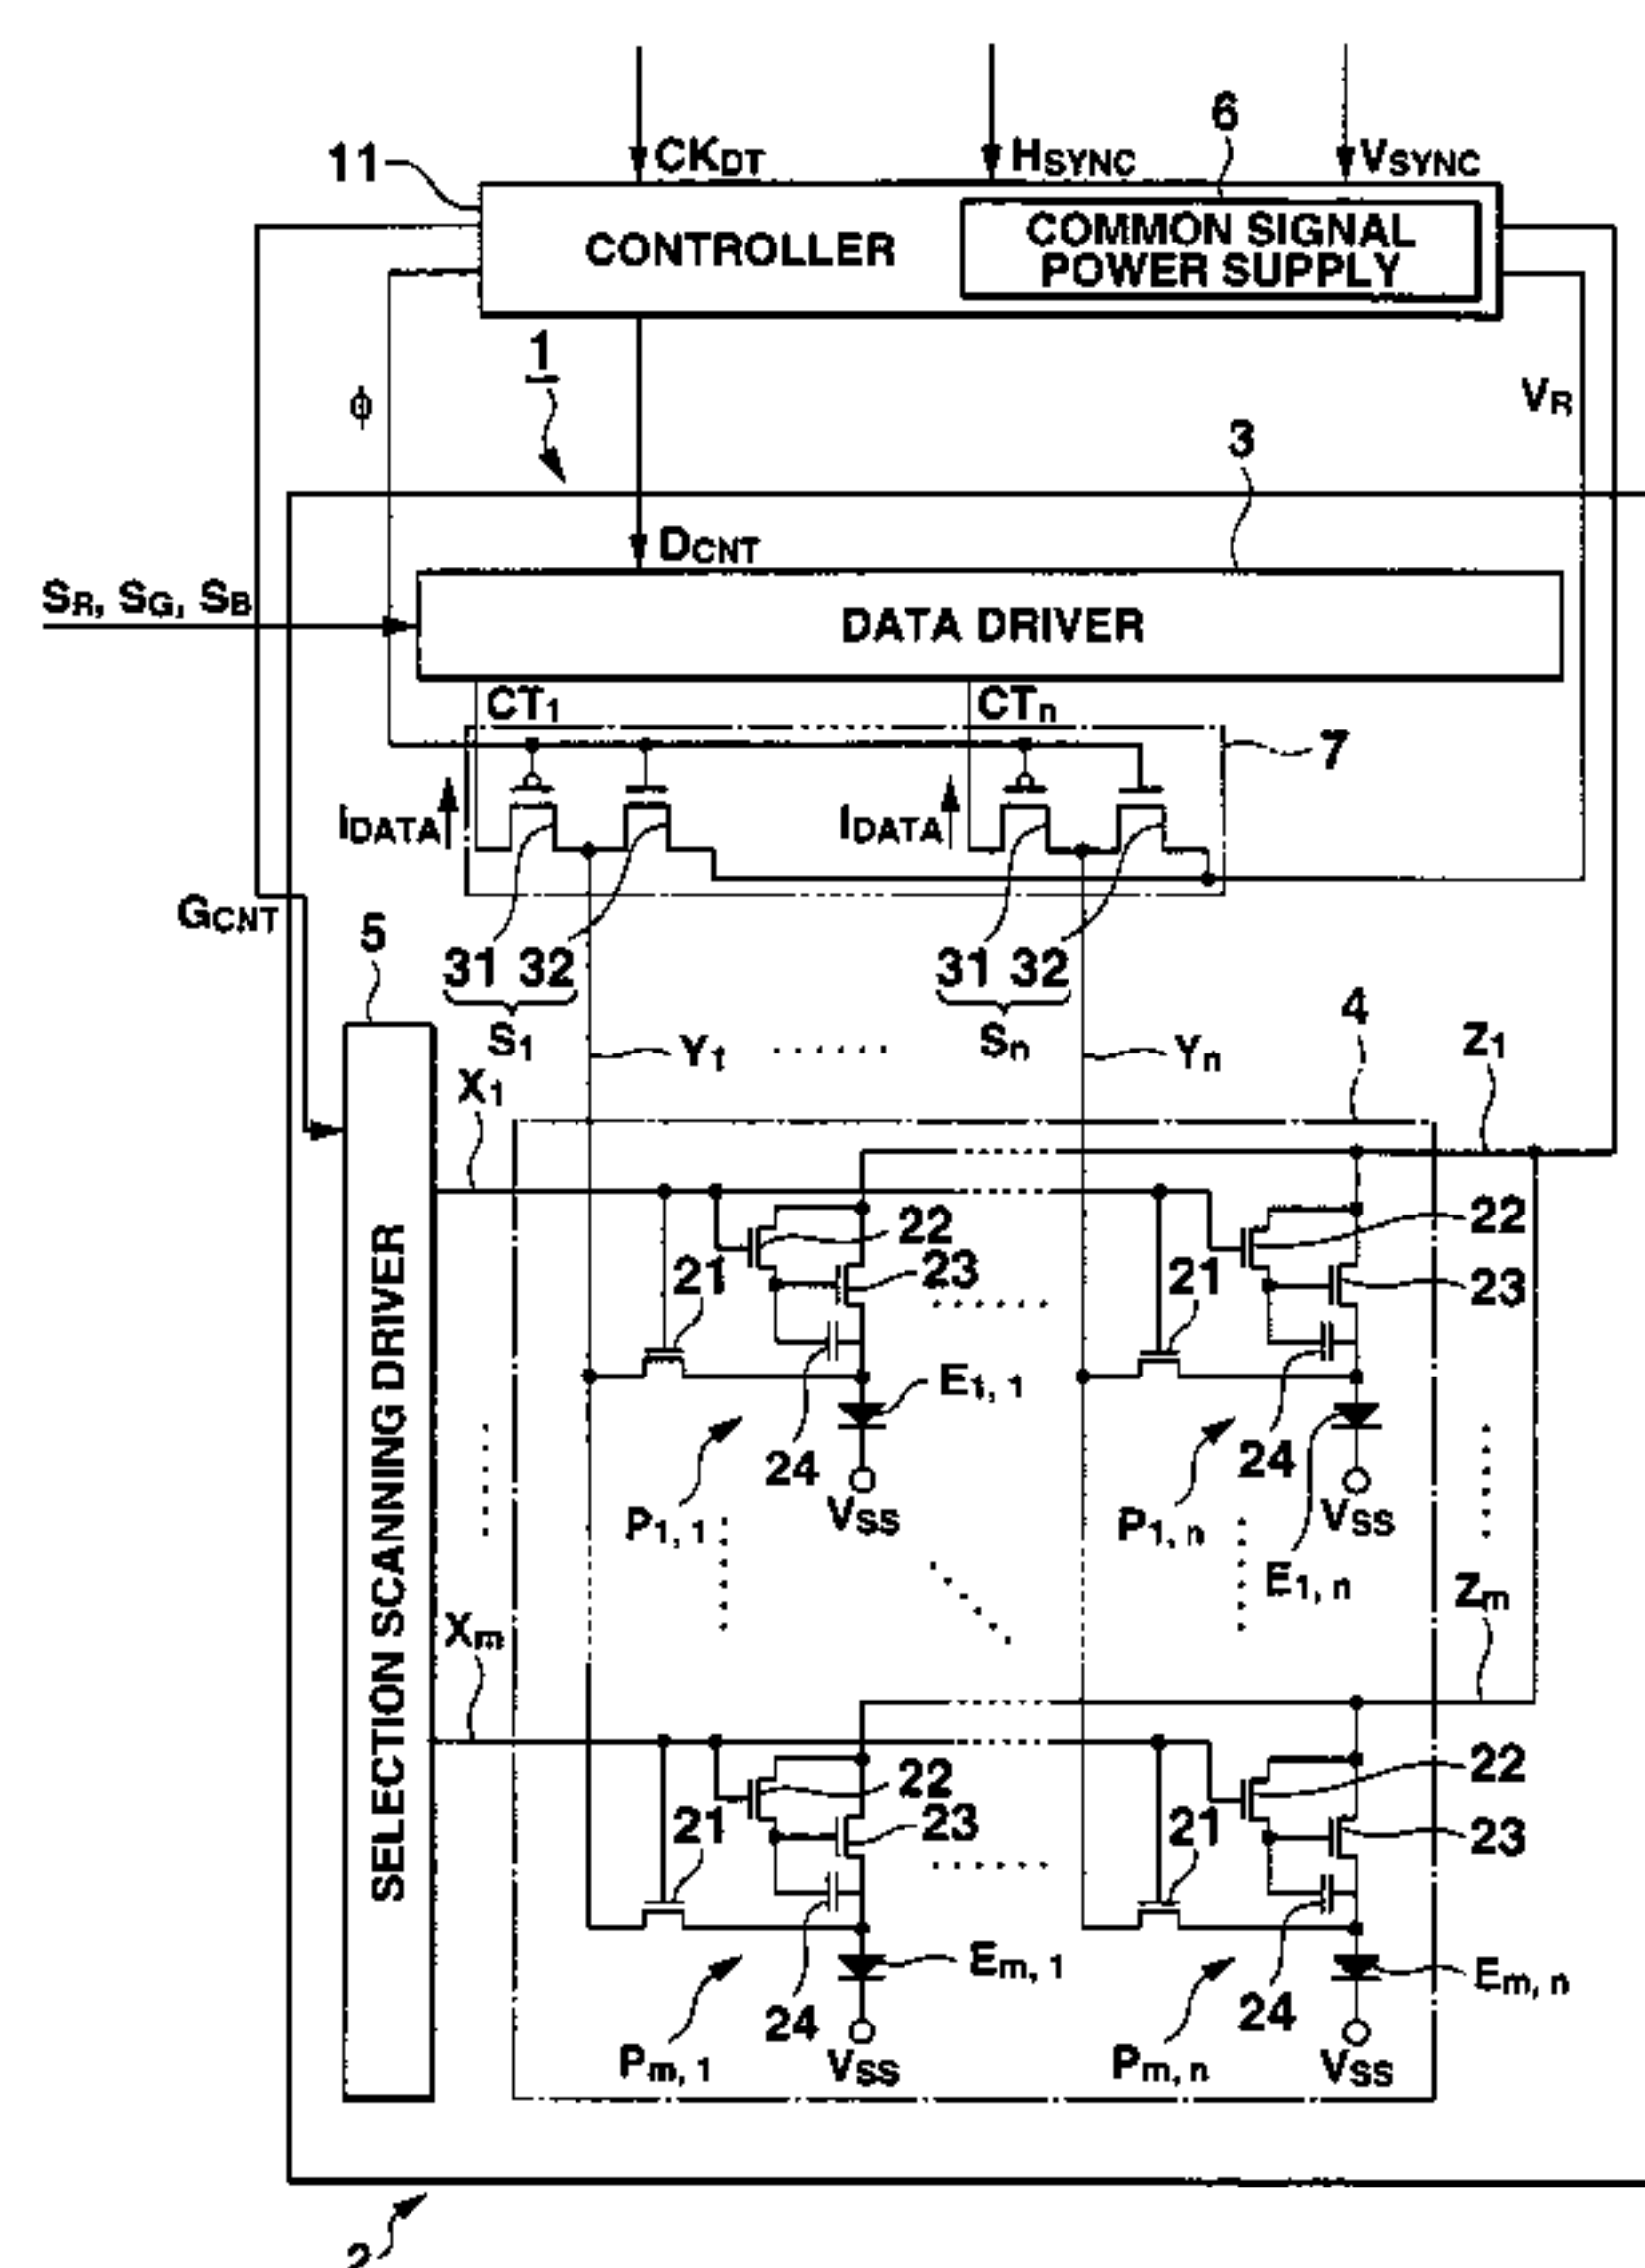 6
11
CKDT
HSYNC
VSYNC
CONTROLLER
COMMON SIGNAL
POWER SUPPLY
1
ϕ
VR
3
DCNT
SR, SG, SB
DATA DRIVER
CT1
CTn
7
IDATA
IDATA
GCNT
5
31 32
31 32
S1
Sn
4
Y1
Yn
Z1
X1
SELECTION SCANNING DRIVER
22
22
21
23
21
23
E1, 1
24
24
P1, 1
VSS
P1, n
VSS
E1, n
Zm
Xm
22
22
21
23
21
23
Em, 1
Em, n
24
24
Pm, 1
VSS
Pm, n
VSS
2